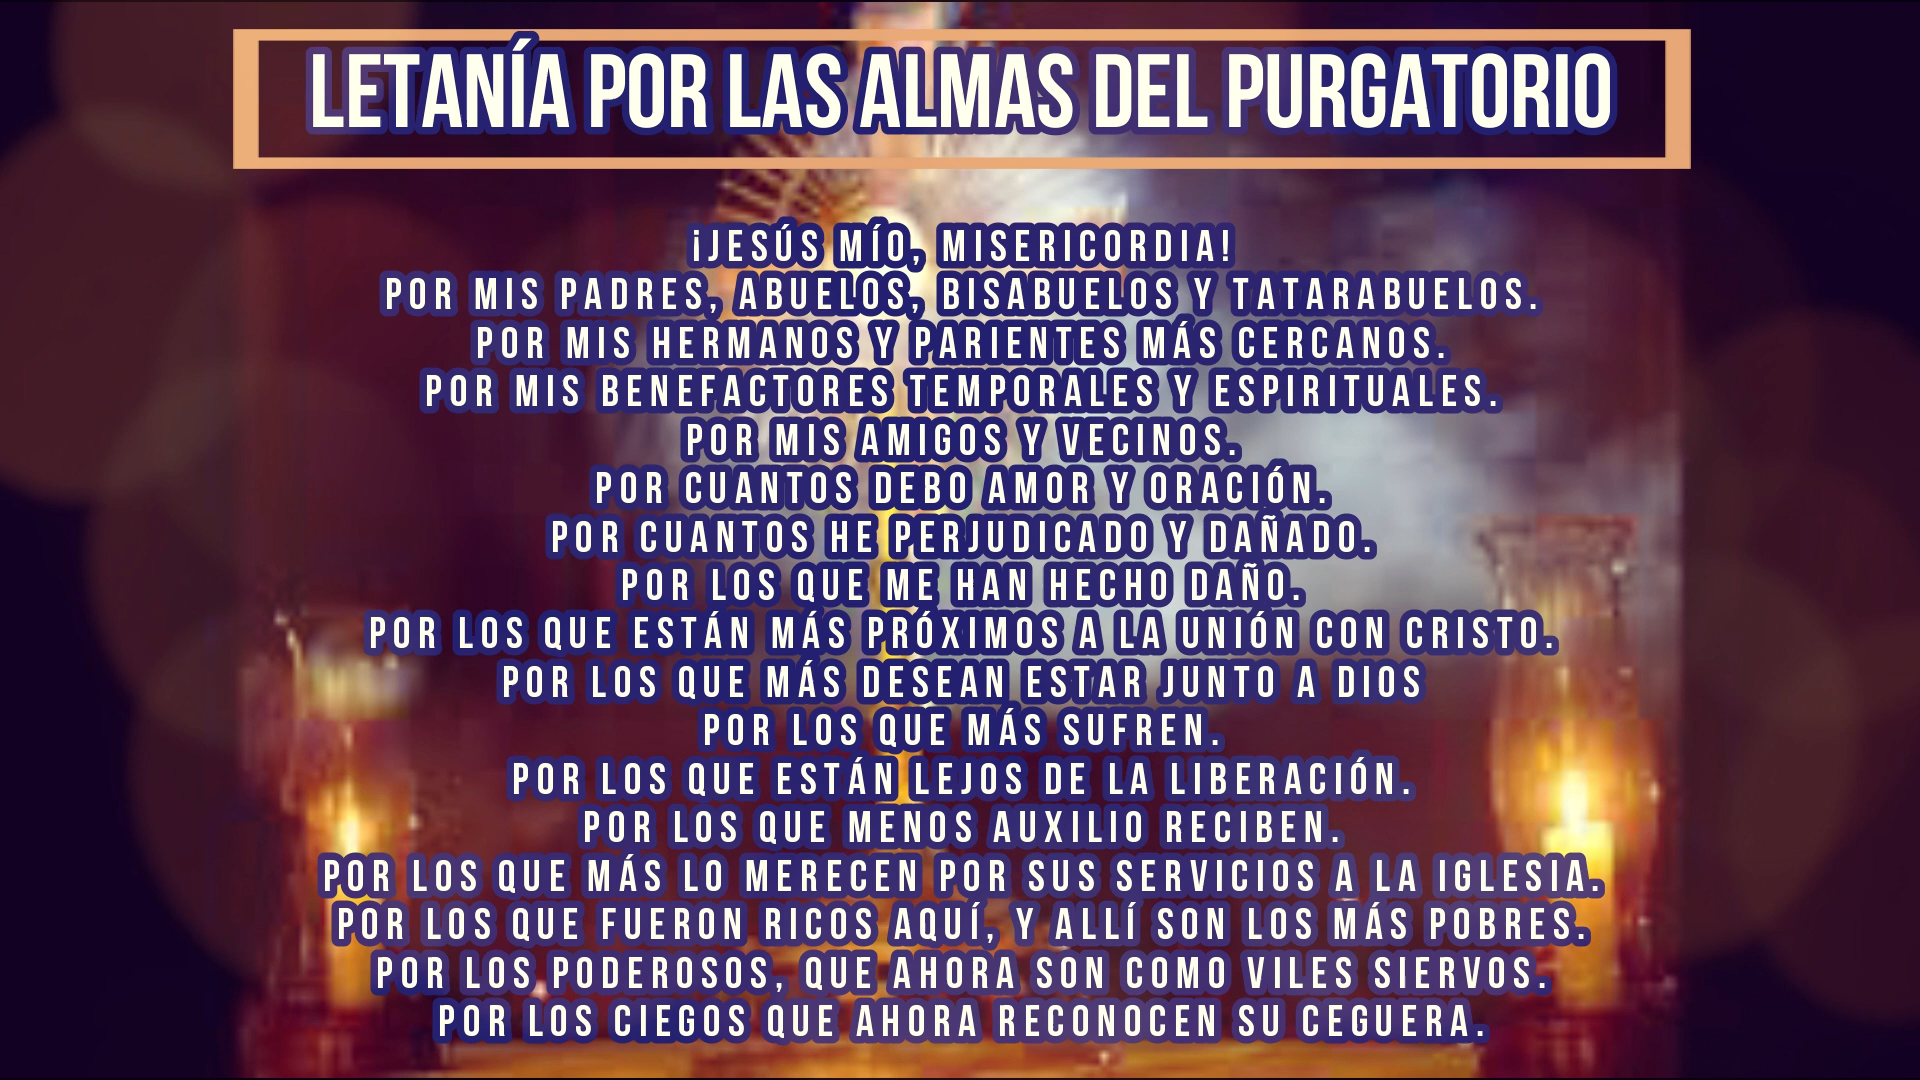 LETANÍA POR LAS ALMAS DEL PURGATORIO
¡JESÚS MÍO, MISERICORDIA!
POR MIS PADRES, ABUELOS, BISABUELOS Y TATARABUELOS.
POR MIS HERMANOS Y PARIENTES MÁS CERCANOS.
POR MIS BENEFACTORES TEMPORALES Y ESPIRITUALES.
POR MIS AMIGOS Y VECINOS.
POR CUANTOS DEBO AMOR Y ORACIÓN.
POR CUANTOS HE PERJUDICADO Y DAÑADO.
POR LOS QUE ME HAN HECHO DAÑO.
POR LOS QUE ESTÁN MÁS PRÓXIMOS A LA UNIÓN CON CRISTO.
POR LOS QUE MÁS DESEAN ESTAR JUNTO A DIOS
POR LOS QUE MÁS SUFREN.
POR LOS QUE ESTÁN LEJOS DE LA LIBERACIÓN.
POR LOS QUE MENOS AUXILIO RECIBEN.
POR LOS QUE MÁS LO MERECEN POR SUS SERVICIOS A LA IGLESIA.
POR LOS QUE FUERON RICOS AQUÍ, Y ALLÍ SON LOS MÁS POBRES.
POR LOS PODEROSOS, QUE AHORA SON COMO VILES SIERVOS.
POR LOS CIEGOS QUE AHORA RECONOCEN SU CEGUERA.